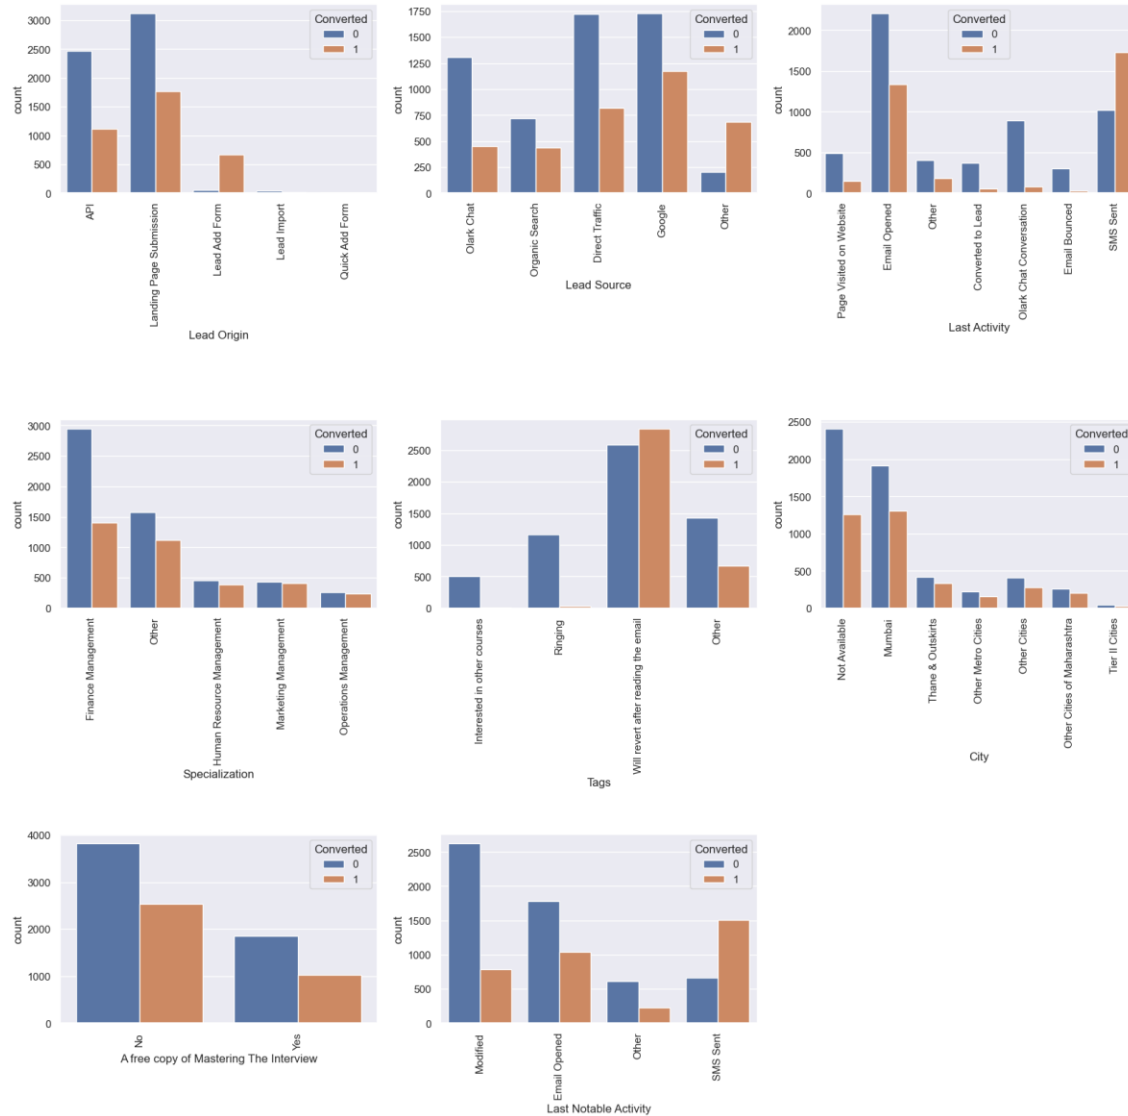 Converted
0
1
3000
2500
2000
1500
1000
500
0
count
API
Landing Page Submission
Lead Add Form
Lead Import
Quick Add Form
Lead Origin
Converted
0
1
1750
1500
1250
1000
750
500
250
0
count
Olark Chat
Organic Search
Direct Traffic
Google
Other
Lead Source
Converted
0
1
2000
1500
1000
500
0
count
Page Visited on Website
Email Opened
Other
Converted to Lead
Olark Chat Conversation
Email Bounced
SMS Sent
Last Activity
Converted
0
1
3000
2500
2000
1500
1000
500
0
count
Finance Management
Other
Human Resource Management
Marketing Management
Operations Management
Specialization
Converted
0
1
2500
2000
1500
1000
500
0
count
Interested in other courses
Ringing
Will revert after reading the email
Other
Tags
Converted
0
1
2500
2000
1500
1000
500
0
count
Not Available
Mumbai
Thane & Outskirts
Other Metro Cities
Other Cities
Other Cities of Maharashtra
Tier II Cities
City
Converted
0
1
4000
3000
2000
1000
0
count
No
Yes
A free copy of Mastering The Interview
Converted
0
1
2500
2000
1500
1000
500
0
count
Modified
Email Opened
Other
SMS Sent
Last Notable Activity